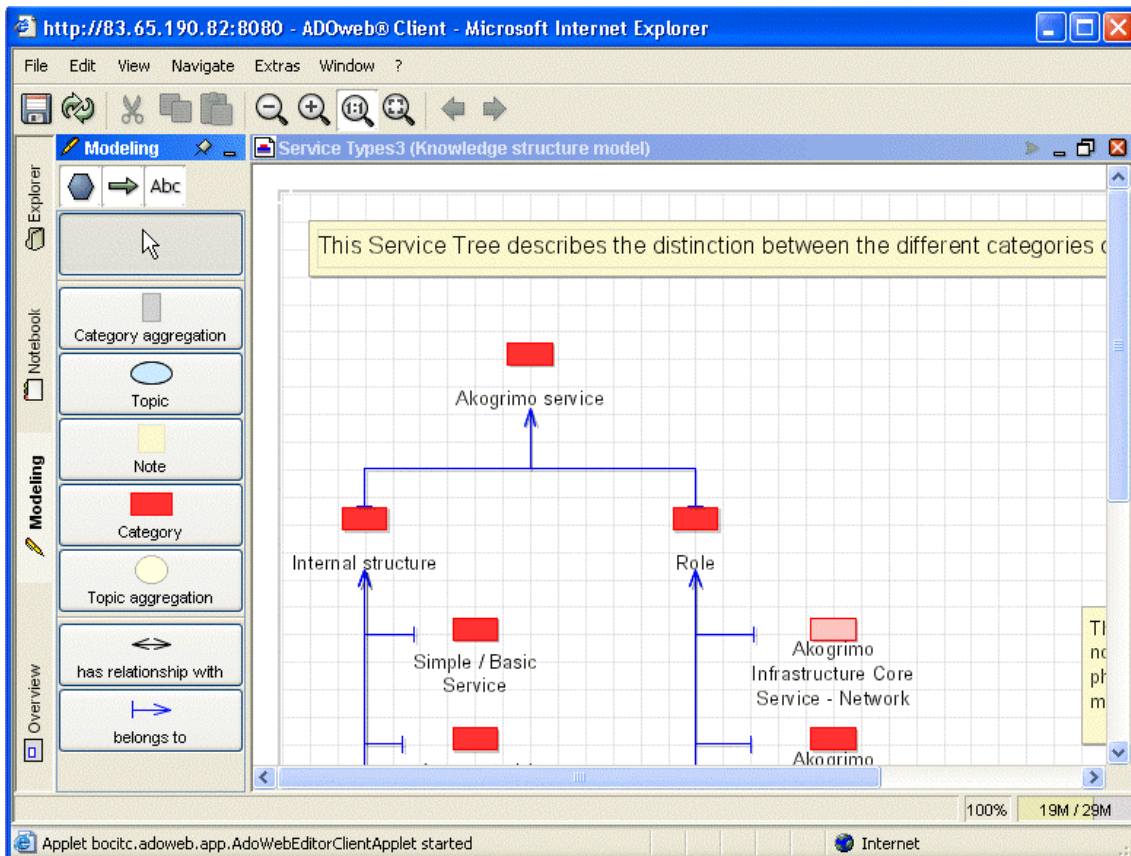 http://83.65.190.82:8080 - ADOweb® Client - Microsoft Internet Explorer
File Edit View Navigate Extras Window ?
Modeling
Service Types3 (Knowledge structure model)
Explorer
Notebook
Modeling
Overview
Abc
Category aggregation
Topic
Note
Category
Topic aggregation
has relationship with
belongs to
1:1
This Service Tree describes the distinction between the different categories
Akogrimo service
Internal structure
Role
Simple / Basic
Service
Akogrimo
Infrastructure Core
Service - Network
Akogrimo
100%
19M / 29M
Applet bocitc.adoweb.app.AdoWebEditorClientApplet started
Internet